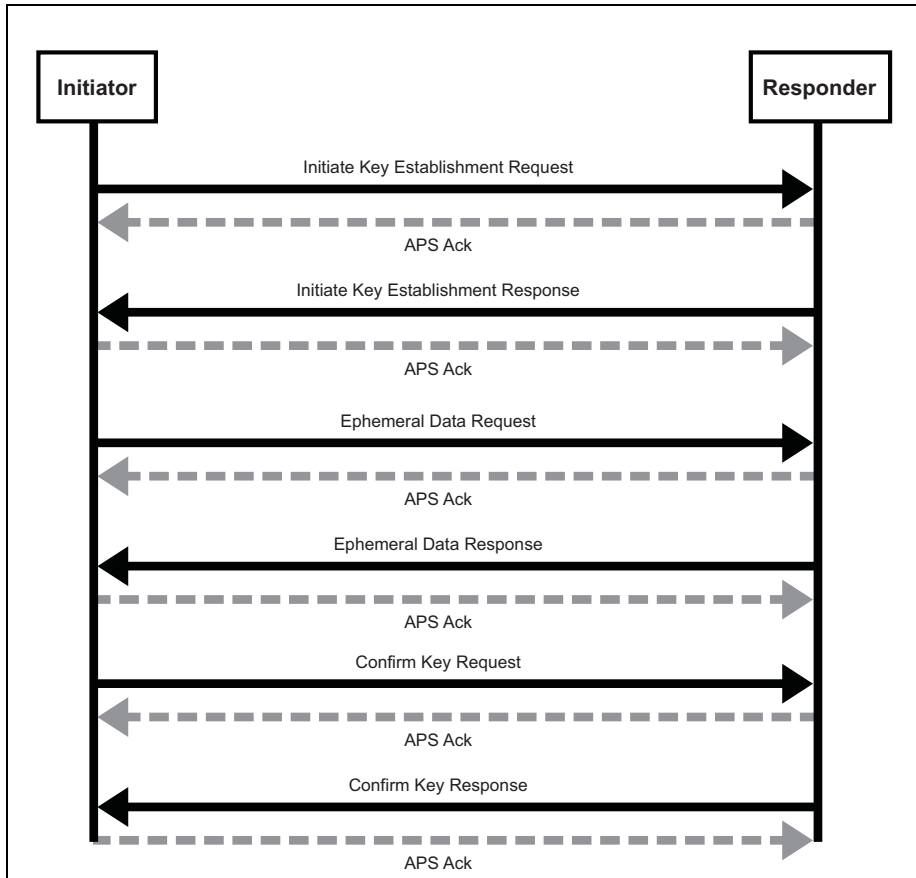 Initiator
Responder
Initiate Key Establishment Request
APS Ack
Initiate Key Establishment Response
APS Ack
Ephemeral Data Request
APS Ack
Ephemeral Data Response
APS Ack
Confirm Key Request
APS Ack
Confirm Key Response
APS Ack